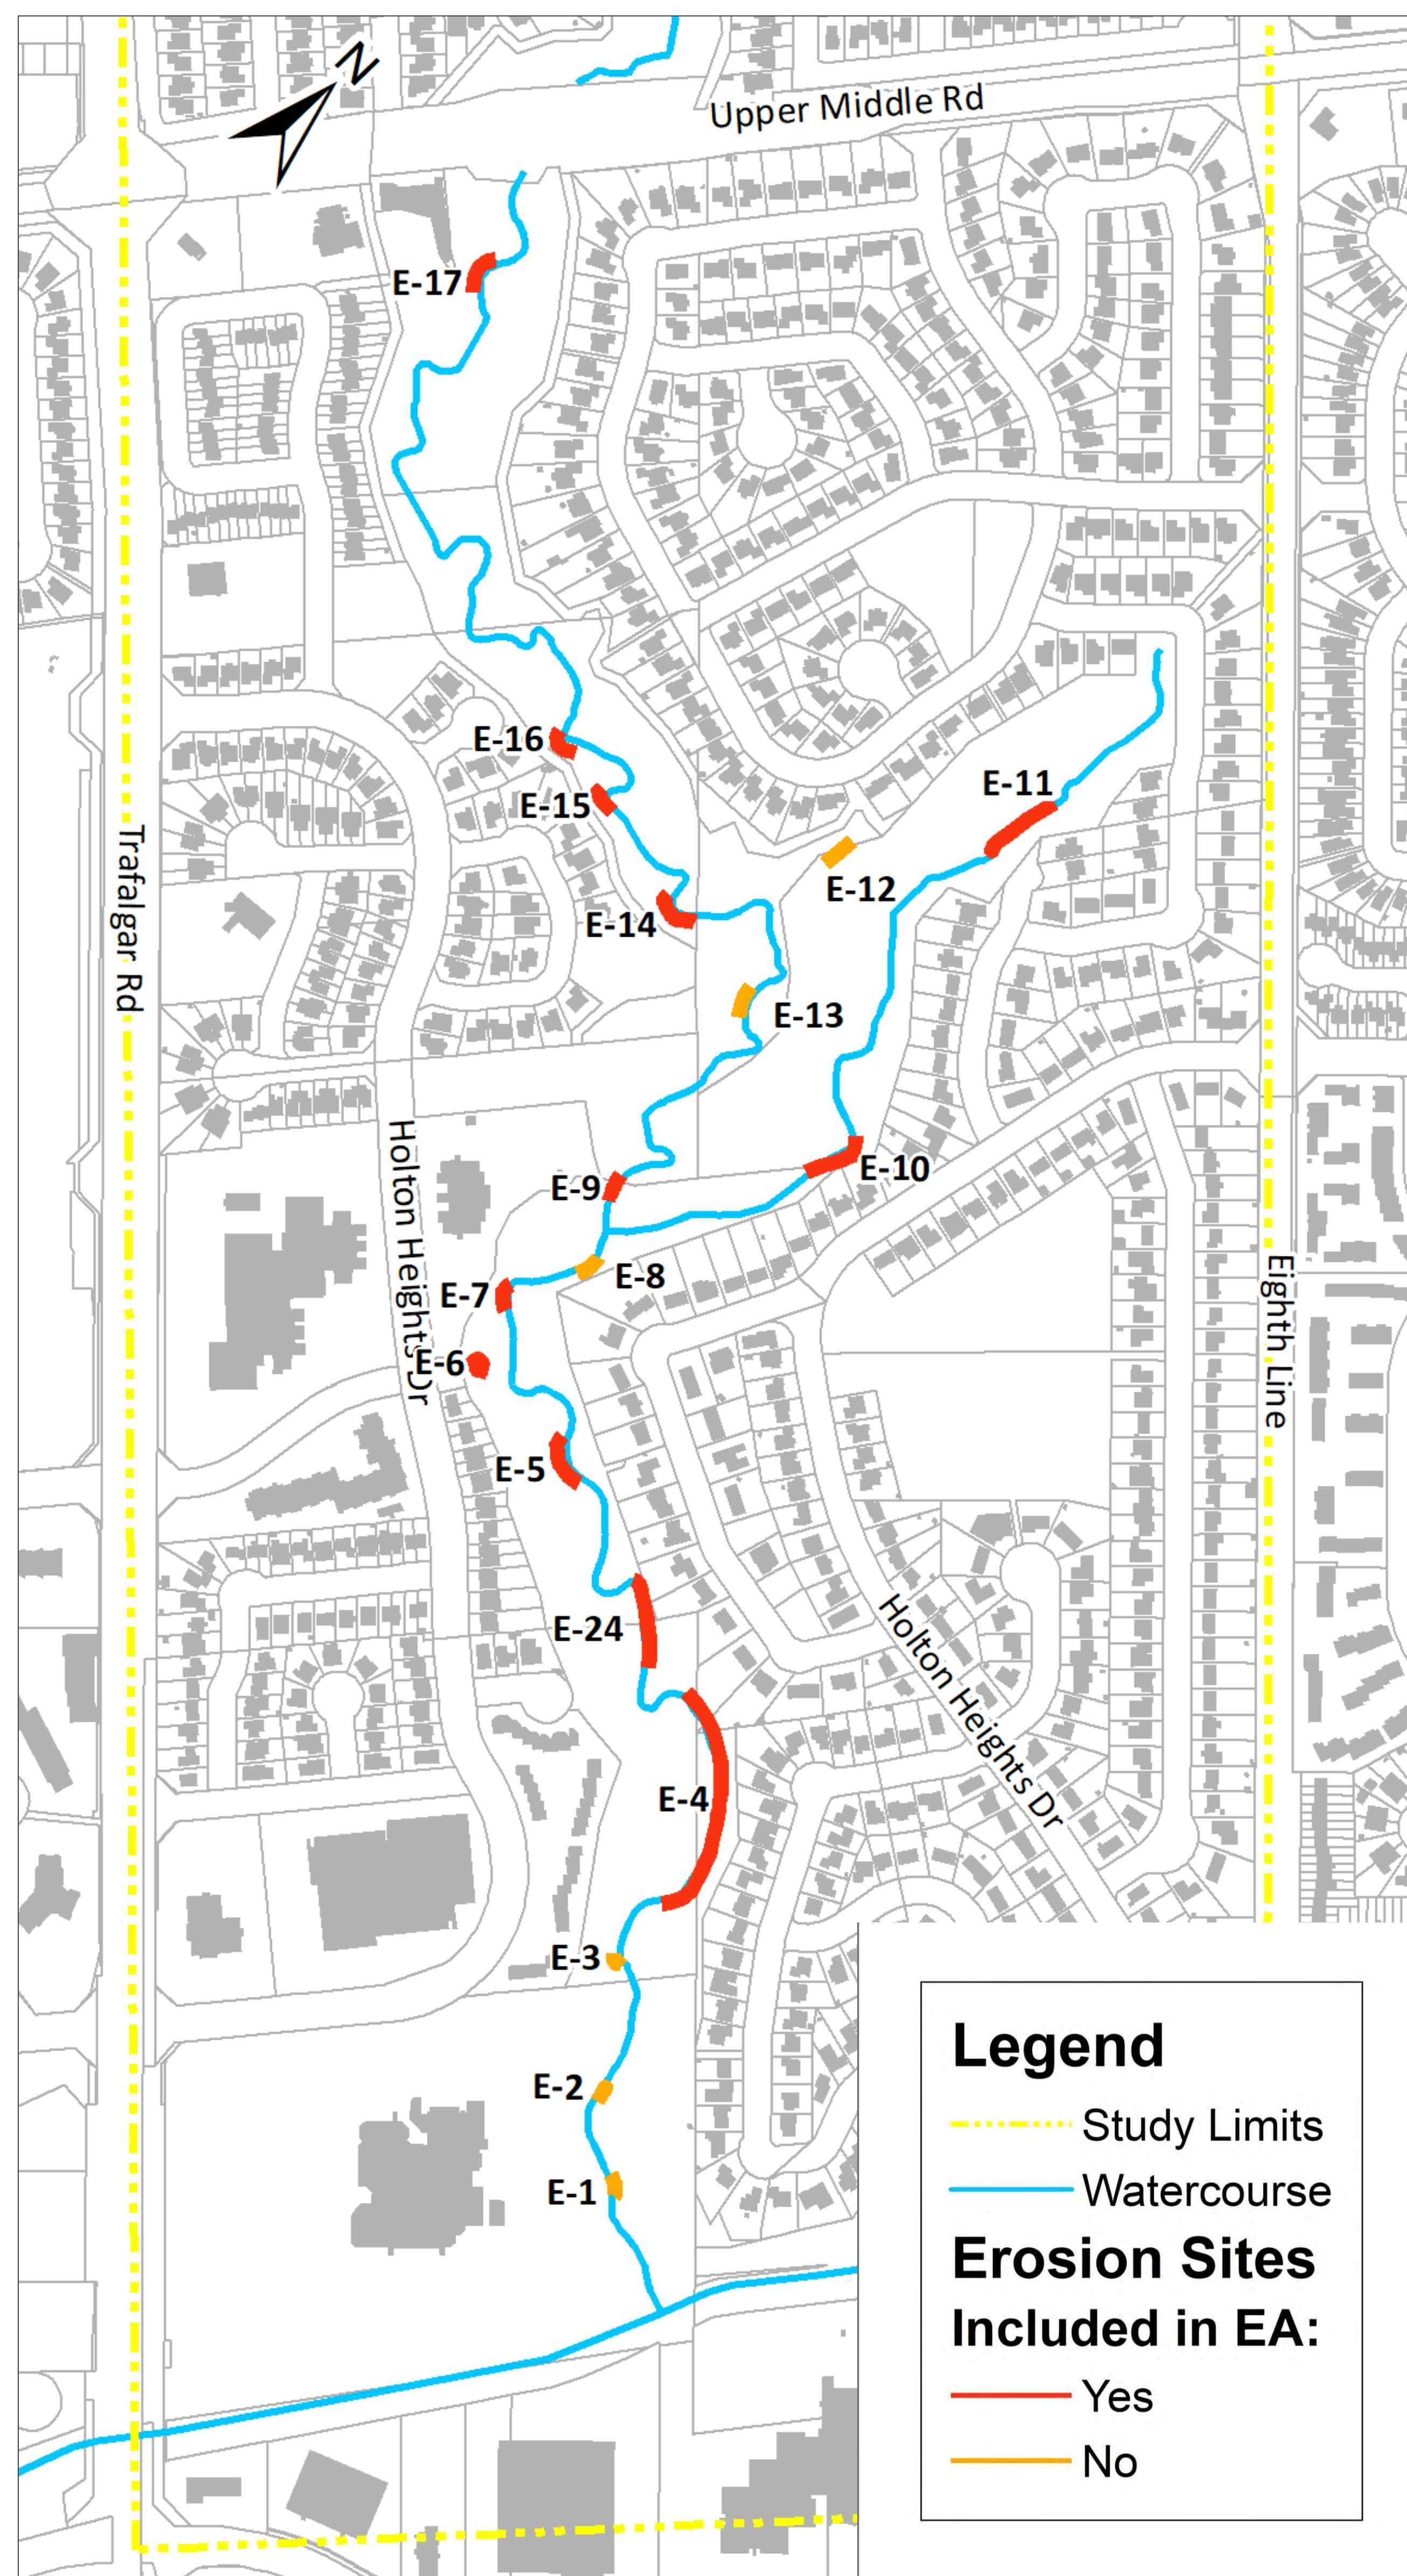 N
Upper Middle Rd
E-17
E-16
E-11
E-15
E-12
E-14
Trafalgar Rd
E-13
E-10
Holton Heights Dr
E-9
E-8
E-7
Eighth Line
E-6
E-5
E-24
Holton Heights Dr
E-4
E-3
E-2
E-1
Legend
Study Limits
Watercourse
Erosion Sites
Included in EA:
Yes
No